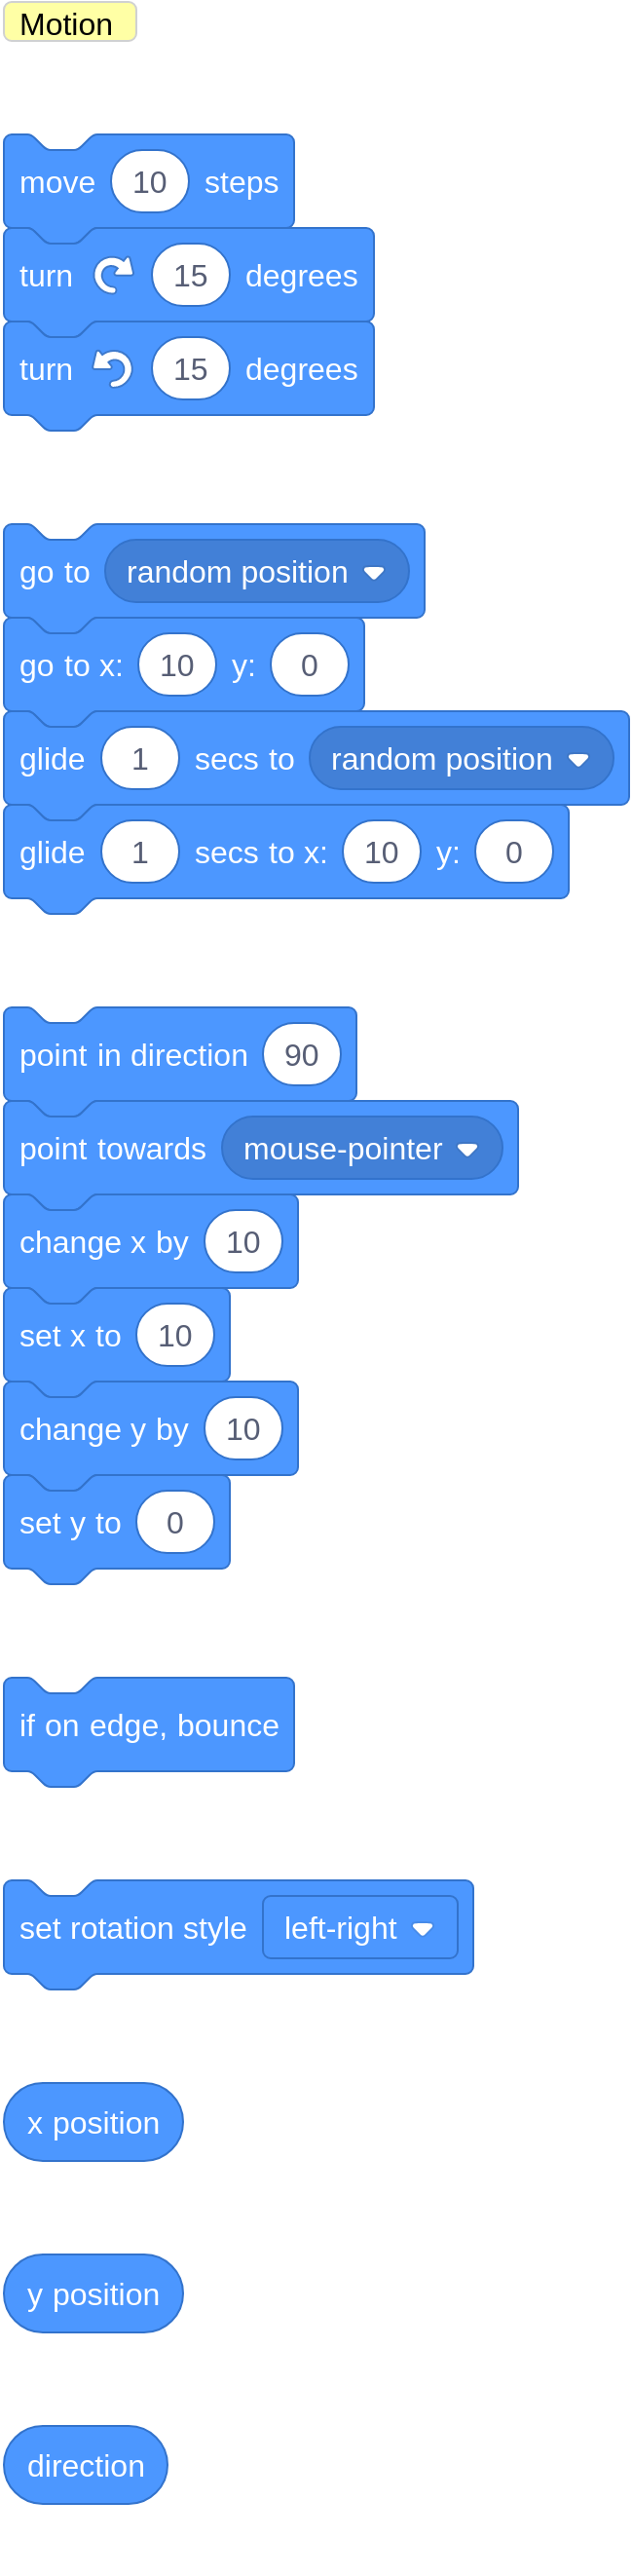 Motion
move 10 steps
turn 15 degrees
turn 15 degrees
go to random position
go to x: 10 y: 0
glide 1 secs to random position
glide 1 secs to x: 10 y: 0
point in direction 90
point towards mouse-pointer
change x by 10
set x to 10
change y by 10
set y to 0
if on edge, bounce
set rotation style left-right
x position
y position
direction